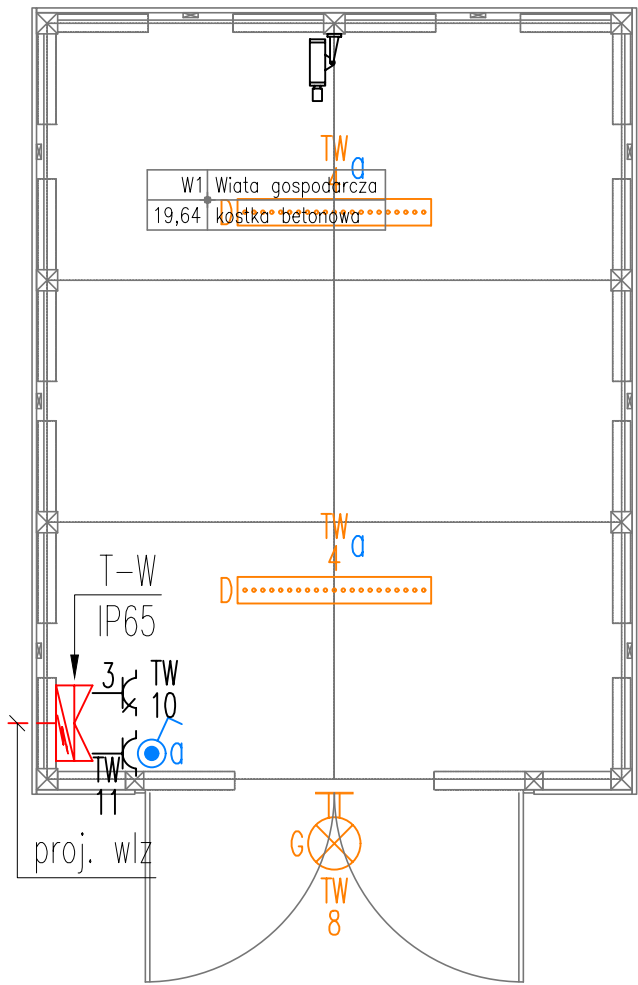 TW
4 a
W1 Wiata gospodarcza
19,64 kostka betonowa
D
TW
4 a
D
T-W
IP65
3 TW
10
a
TW
11
proj. wlz
G
TW
8